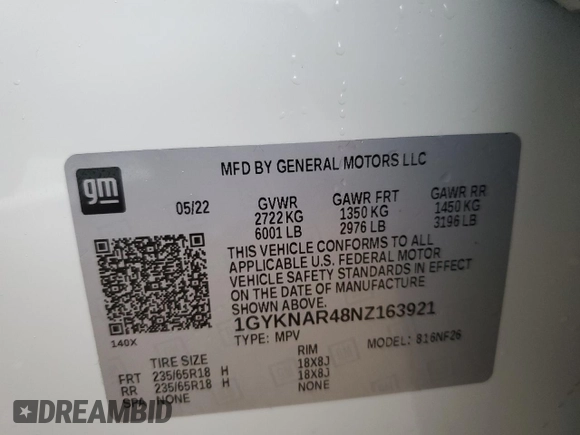 MFD BY GENERAL MOTORS LLC
gm
05/22 GVWR GAWR FRT GAWR RR
2722 KG 1350 KG 1450 KG
6001 LB 2976 LB 3196 LB
THIS VEHICLE CONFORMS TO ALL
APPLICABLE U.S. FEDERAL MOTOR
VEHICLE SAFETY STANDARDS IN EFFECT
ON THE DATE OF MANUFACTURE
SHOWN ABOVE
1GYKNAR48NZ163921
140X
TYPE: MPV MODEL: 816NF26
TIRE SIZE RIM
FRT 235/65R18 H 18X8J
RR 235/65R18 H 18X8J
SPA NONE NONE
DREAMBID